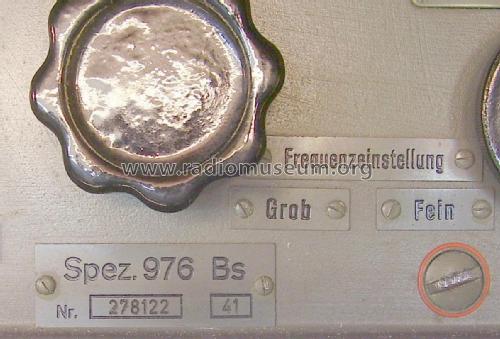 www.radiomuseum.org
Frequenzeinstellung
Grob Fein
Spez. 976 Bs
Nr. 278122 41